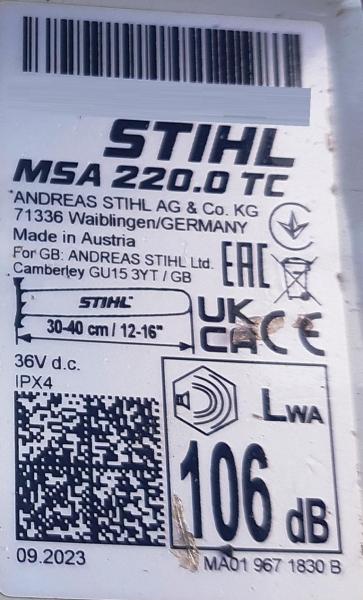 STIHL
MSA 220.0 TC
ANDREAS STIHL AG & Co. KG
71336 Waiblingen/GERMANY
Made in Austria
For GB: ANDREAS STIHL Ltd.
Camberley GU15 3YT / GB
EAC
STIHL
30-40 cm / 12-16"
UK
CA CE
36V d.c.
IPX4
LWA
106 dB
09.2023
MA01 967 1830 B